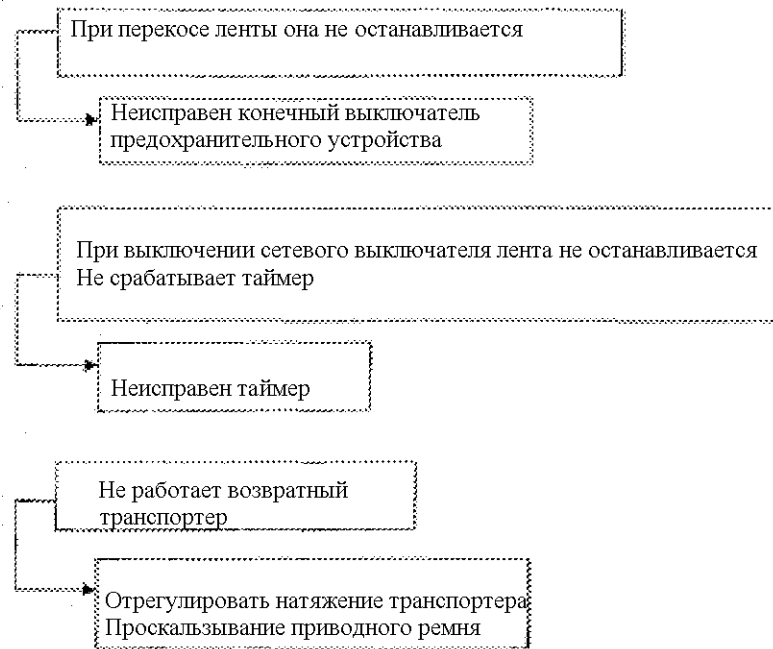 При перекосе ленты она не останавливается
Неисправен конечный выключатель
предохранительного устройства
При выключении сетевого выключателя лента не останавливается
Не срабатывает таймер
Неисправен таймер
Не работает возвратный
транспортер
Отрегулировать натяжение транспортера
Проскальзывание приводного ремня